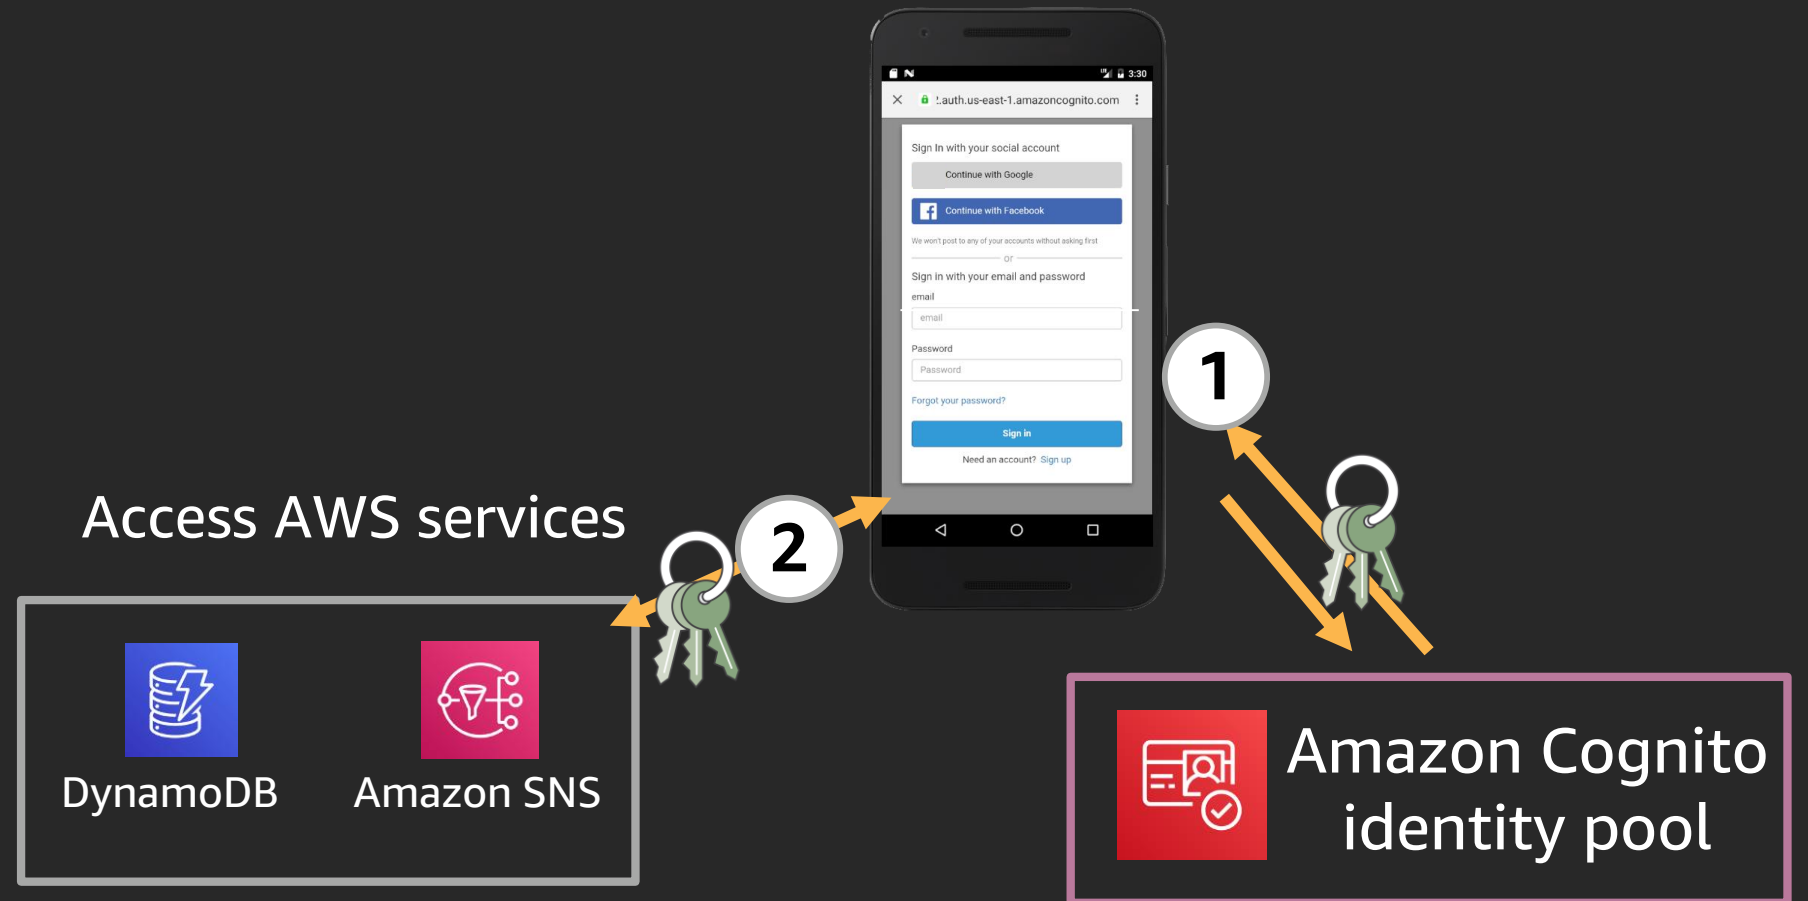 3:30
2.auth.us-east-1.amazoncognito.com
Sign In with your social account
Continue with Google
Continue with Facebook
We won't post to any of your accounts without asking first
or
Sign in with your email and password
email
email
Password
Password
Forgot your password?
Sign in
Need an account? Sign up
1
2
Access AWS services
DynamoDB
Amazon SNS
Amazon Cognito
identity pool